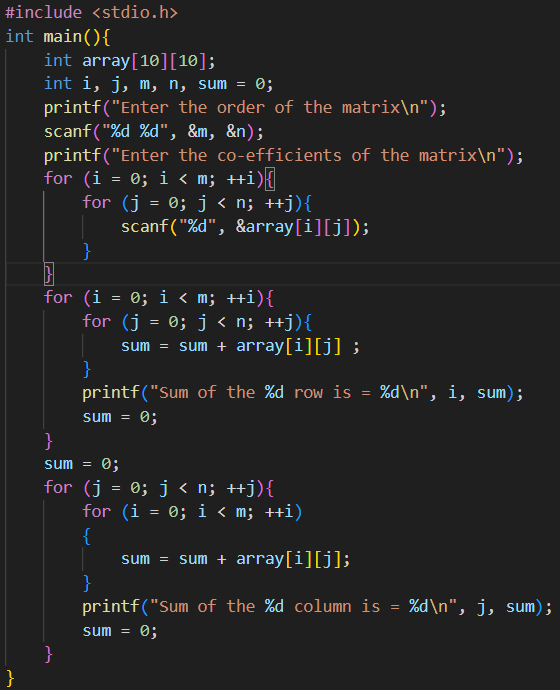 #include <stdio.h>
int main(){
    int array[10][10];
    int i, j, m, n, sum = 0;
    printf("Enter the order of the matrix\n");
    scanf("%d %d", &m, &n);
    printf("Enter the co-efficients of the matrix\n");
    for (i = 0; i < m; ++i){
        for (j = 0; j < n; ++j){
            scanf("%d", &array[i][j]);
        }
    }
    for (i = 0; i < m; ++i){
        for (j = 0; j < n; ++j){
            sum = sum + array[i][j] ;
        }
        printf("Sum of the %d row is = %d\n", i, sum);
        sum = 0;
    }
    sum = 0;
    for (j = 0; j < n; ++j){
        for (i = 0; i < m; ++i)
        {
            sum = sum + array[i][j];
        }
        printf("Sum of the %d column is = %d\n", j, sum);
        sum = 0;
    }
}